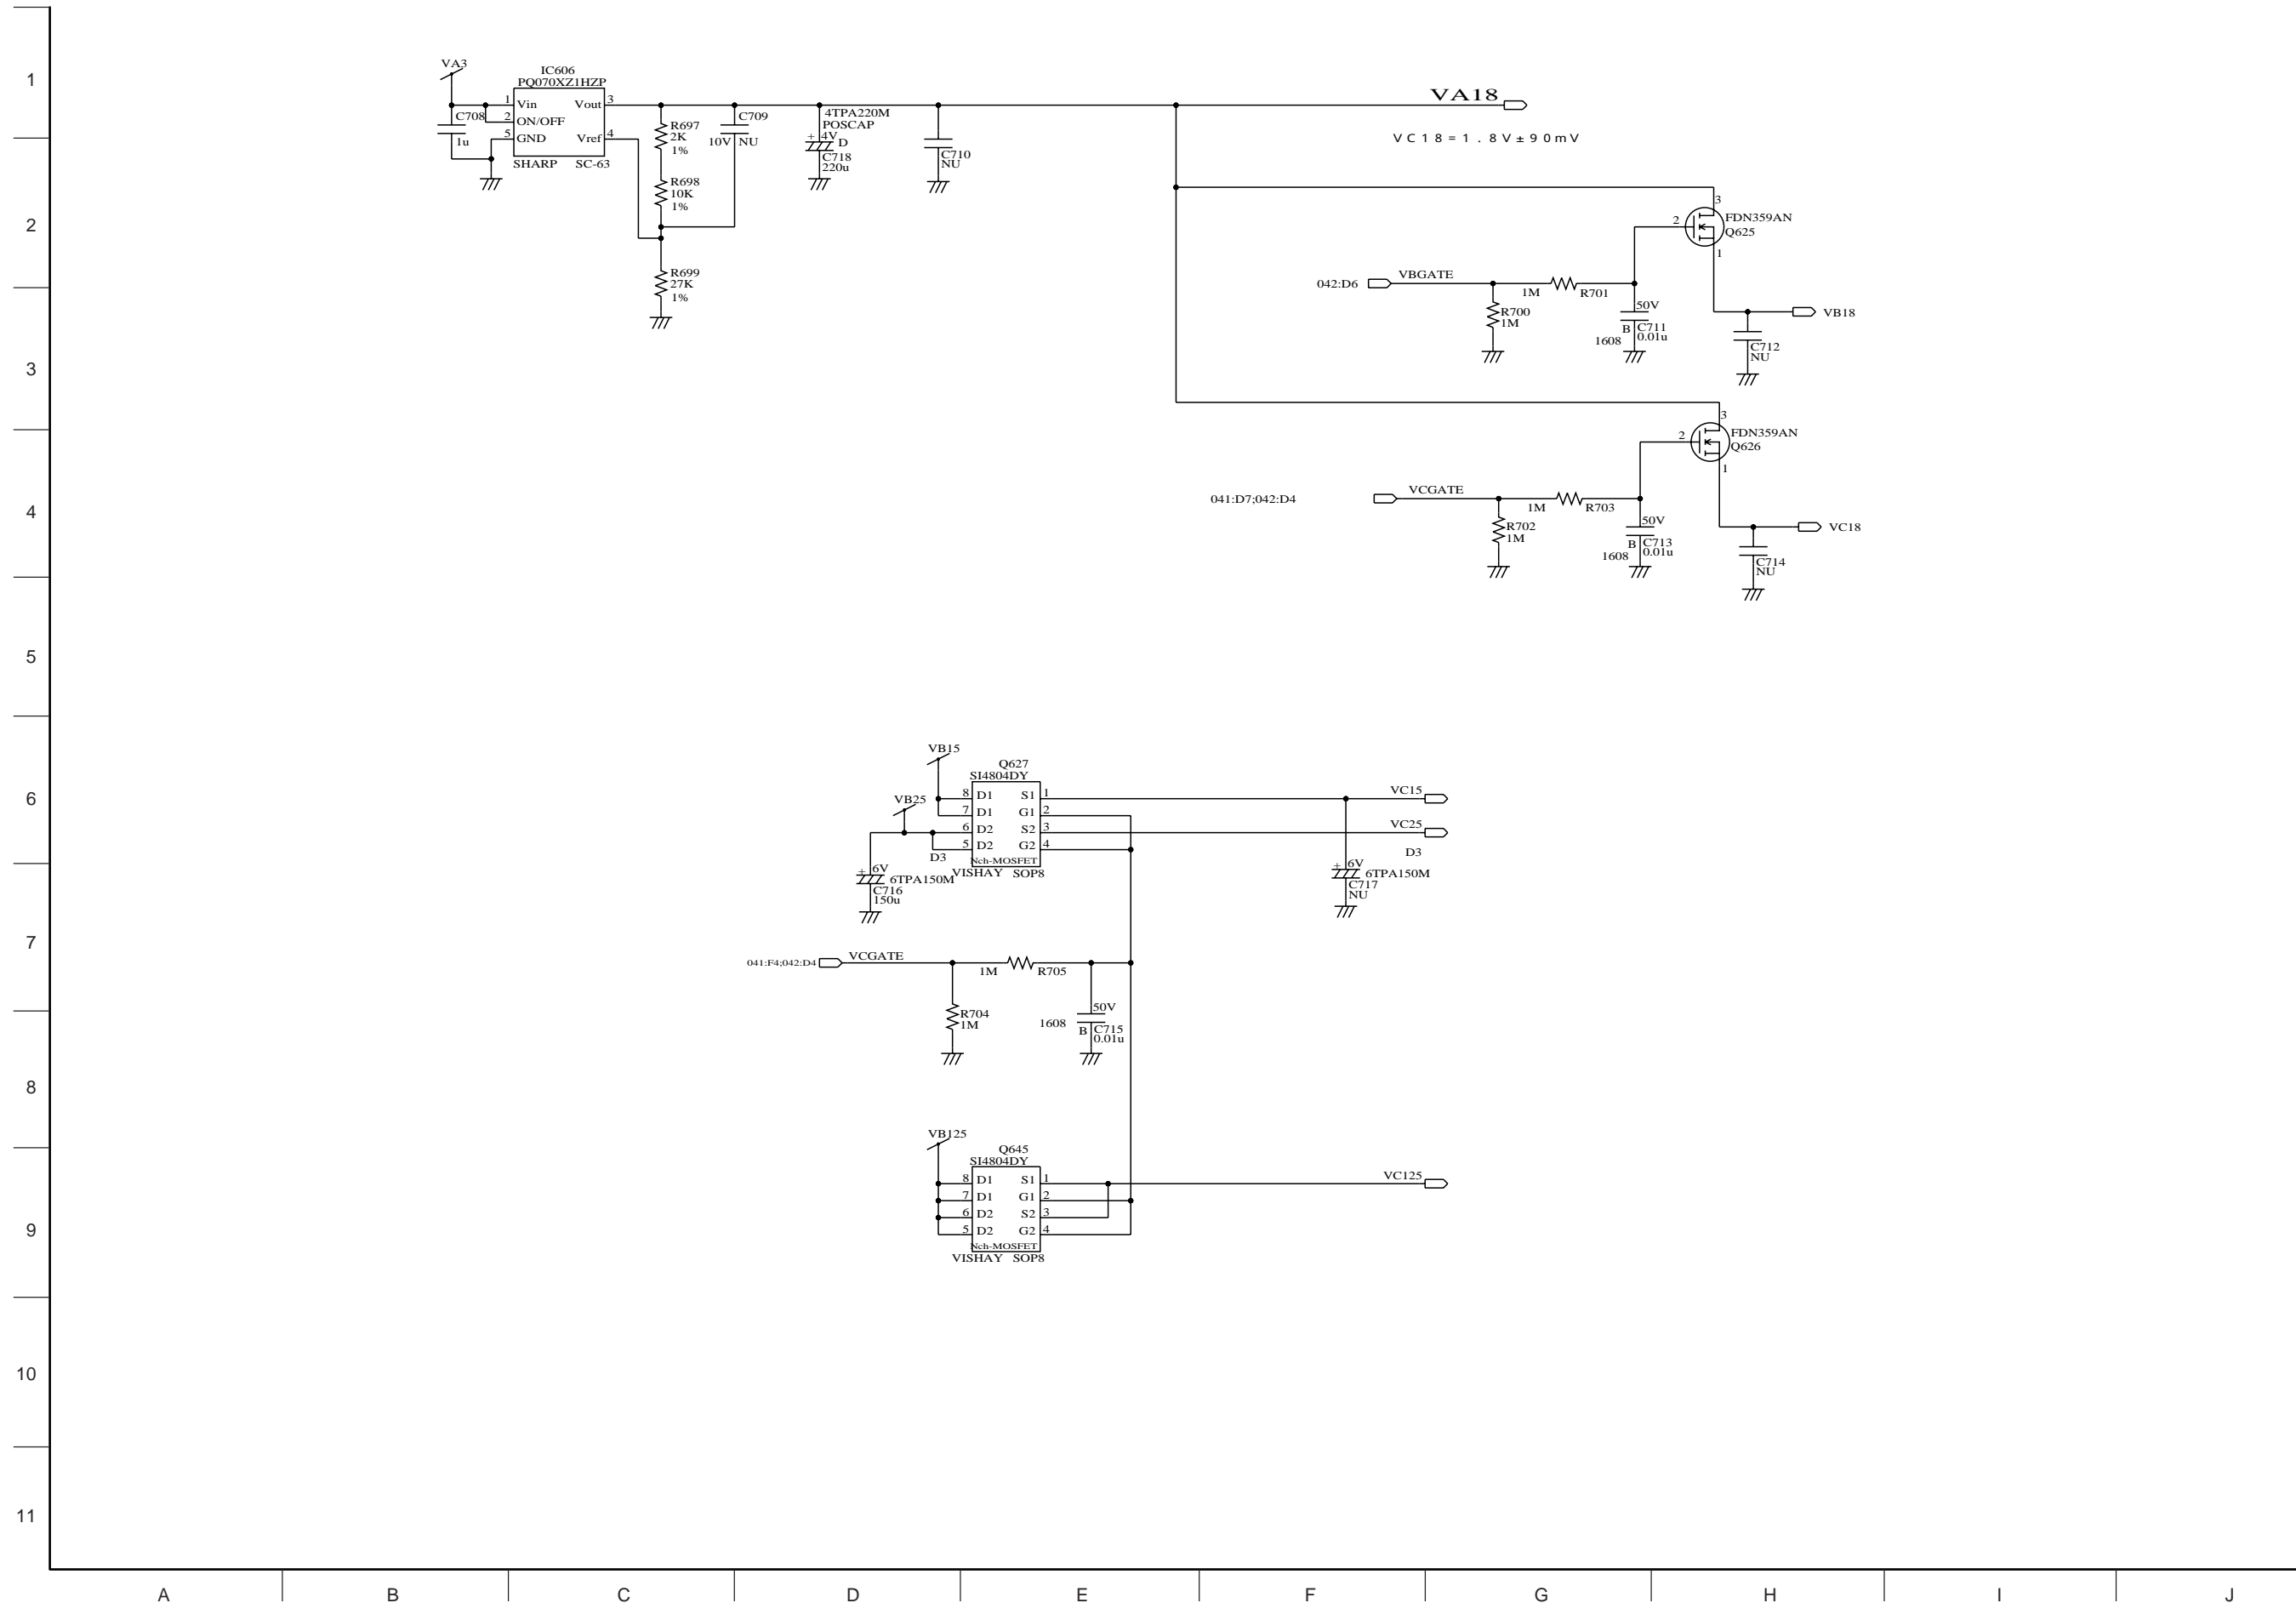 1
VA3
IC606
PQ070XZ1HZP
1 Vin Vout 3
C708 2 ON/OFF
5 GND Vref 4
1u
SHARP SC-63
R697
2K
1%
R698
10K
1%
R699
27K
1%
C709
10V NU
4TPA220M
POSCAP
+ 4V
D
C718
220u
C710
NU
VA18
VC18=1.8V±90mV
2
3
FDN359AN
2
Q625
1
042:D6 VBGATE
1M R701
R700
1M
50V
B C711
1608 0.01u
VB18
C712
NU
3
3
FDN359AN
2
Q626
1
4
041:D7;042:D4 VCGATE
1M R703
R702
1M
50V
B C713
1608 0.01u
VC18
C714
NU
5
6
VB15
Q627
SI4804DY
VB25
8 D1 S1 1
7 D1 G1 2
6 D2 S2 3
5 D2 G2 4
D3
Nch-MOSFET
VISHAY SOP8
VC15
VC25
D3
+ 6V
6TPA150M
C716
150u
+ 6V
6TPA150M
C717
NU
7
041:F4;042:D4 VCGATE
1M R705
R704
1M
50V
1608 B C715
0.01u
8
VB125
Q645
SI4804DY
8 D1 S1 1
7 D1 G1 2
6 D2 S2 3
5 D2 G2 4
Nch-MOSFET
VISHAY SOP8
VC125
9
10
11
A B C D E F G H I J